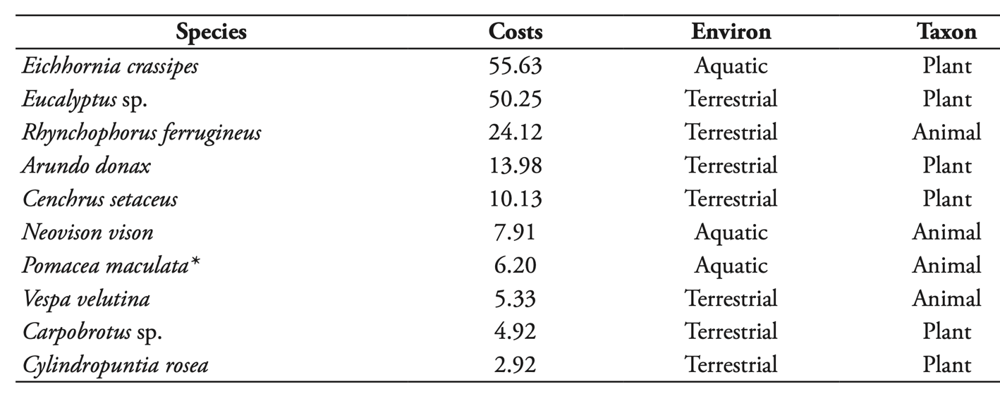 Species Costs Environ Taxon
Eichhornia crassipes 55.63 Aquatic Plant
Eucalyptus sp. 50.25 Terrestrial Plant
Rhynchophorus ferrugineus 24.12 Terrestrial Animal
Arundo donax 13.98 Terrestrial Plant
Cenchrus setaceus 10.13 Terrestrial Plant
Neovison vison 7.91 Aquatic Animal
Pomacea maculata* 6.20 Aquatic Animal
Vespa velutina 5.33 Terrestrial Animal
Carpobrotus sp. 4.92 Terrestrial Plant
Cylindropuntia rosea 2.92 Terrestrial Plant